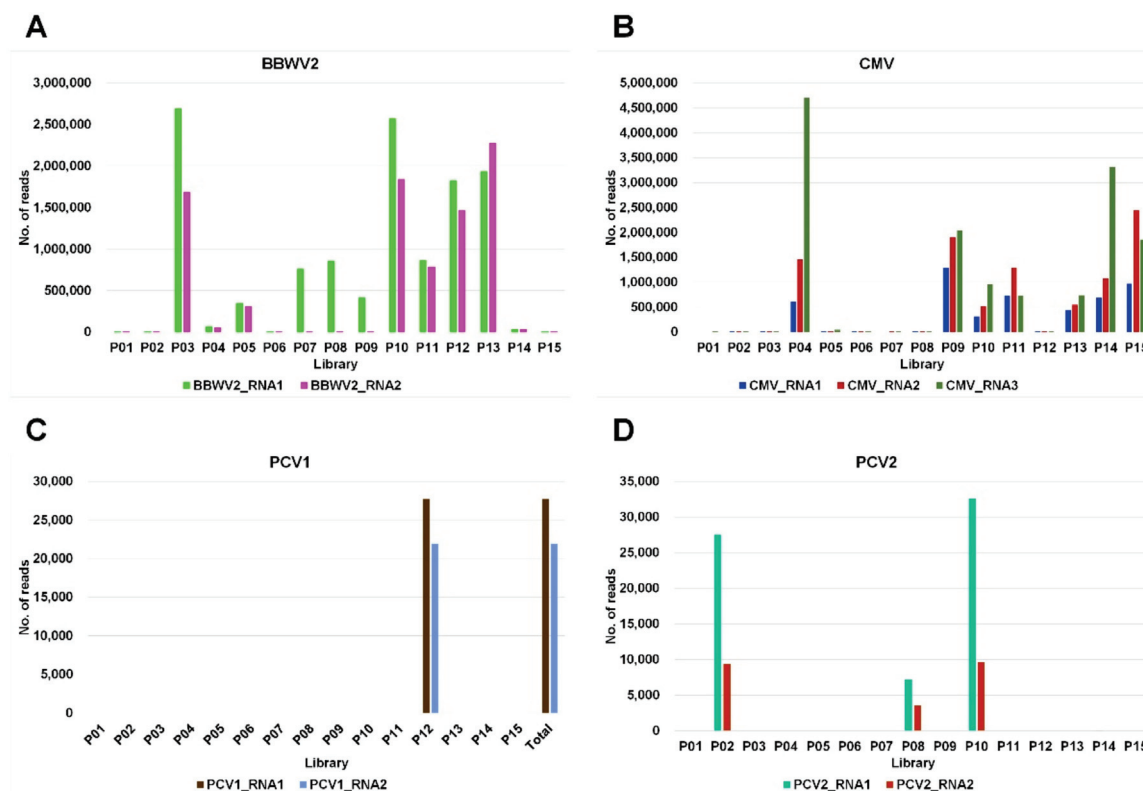 A
BBWV2
3,000,000
2,500,000
2,000,000
1,500,000
1,000,000
500,000
0
No. of reads
P01 P02 P03 P04 P05 P06 P07 P08 P09 P10 P11 P12 P13 P14 P15
Library
BBWV2_RNA1 BBWV2_RNA2
B
CMV
5,000,000
4,500,000
4,000,000
3,500,000
3,000,000
2,500,000
2,000,000
1,500,000
1,000,000
500,000
0
No. of reads
P01 P02 P03 P04 P05 P06 P07 P08 P09 P10 P11 P12 P13 P14 P15
Library
CMV_RNA1 CMV_RNA2 CMV_RNA3
C
PCV1
30,000
25,000
20,000
15,000
10,000
5,000
0
No. of reads
P01 P02 P03 P04 P05 P06 P07 P08 P09 P10 P11 P12 P13 P14 P15 Total
Library
PCV1_RNA1 PCV1_RNA2
D
PCV2
35,000
30,000
25,000
20,000
15,000
10,000
5,000
0
No. of reads
P01 P02 P03 P04 P05 P06 P07 P08 P09 P10 P11 P12 P13 P14 P15
Library
PCV2_RNA1 PCV2_RNA2